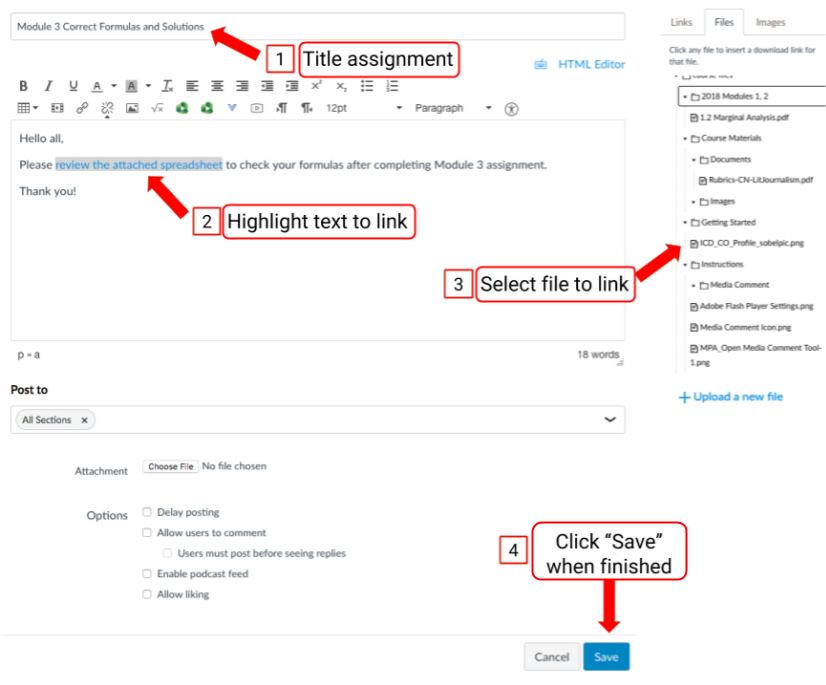 Module 3 Correct Formulas and Solutions
1 Title assignment
HTML Editor
B I U A A
12pt Paragraph
Hello all,
Please review the attached spreadsheet to check your formulas after completing Module 3 assignment.
Thank you!
2 Highlight text to link
3 Select file to link
p » a
18 words
Post to
All Sections ×
Attachment Choose File No file chosen
Options Delay posting
Allow users to comment
Users must post before seeing replies
Enable podcast feed
Allow liking
4 Click “Save”
when finished
Cancel Save
Links Files Images
Click any file to insert a download link for
that file.
course files
2018 Modules 1, 2
1.2 Marginal Analysis.pdf
Course Materials
Documents
Rubrics-CN-LitJournalism.pdf
Images
Getting Started
ICD_CO_Profile_sobelpic.png
Instructions
Media Comment
Adobe Flash Player Settings.png
Media Comment Icon.png
MPA_Open Media Comment Tool-
1.png
+ Upload a new file